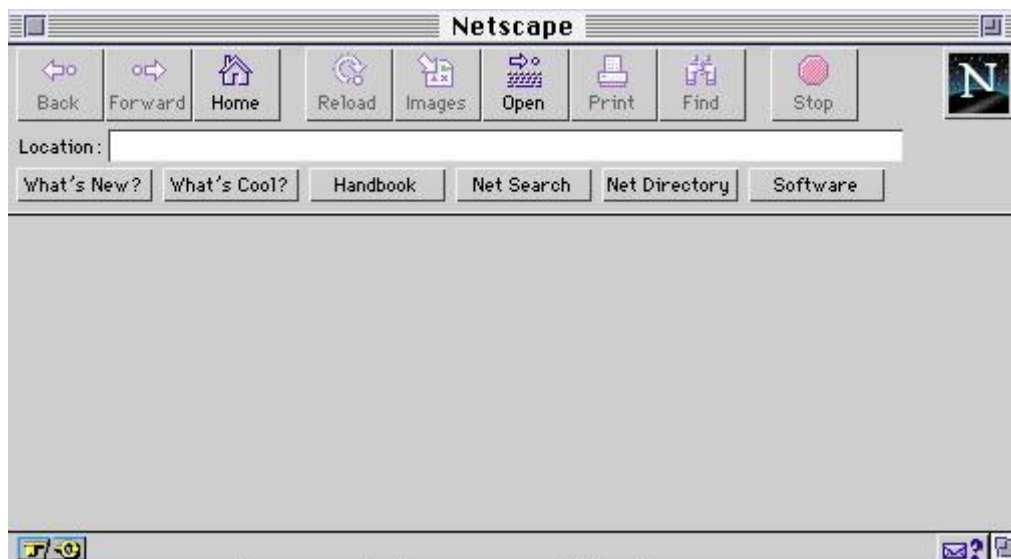 Netscape
Back Forward Home Reload Images Open Print Find Stop
N
Location:
What's New? What's Cool? Handbook Net Search Net Directory Software
?